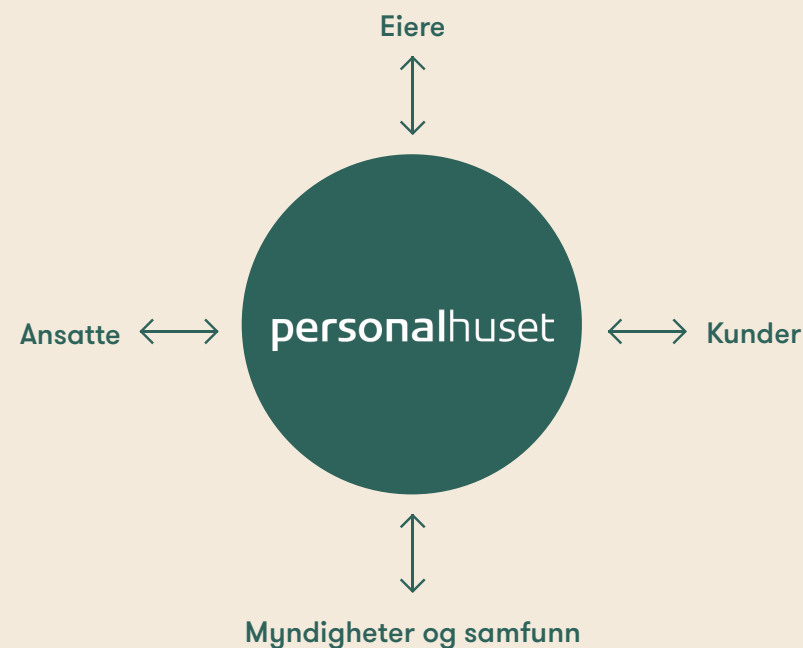 Eiere
Ansatte
personalhuset
Kunder
Myndigheter og samfunn